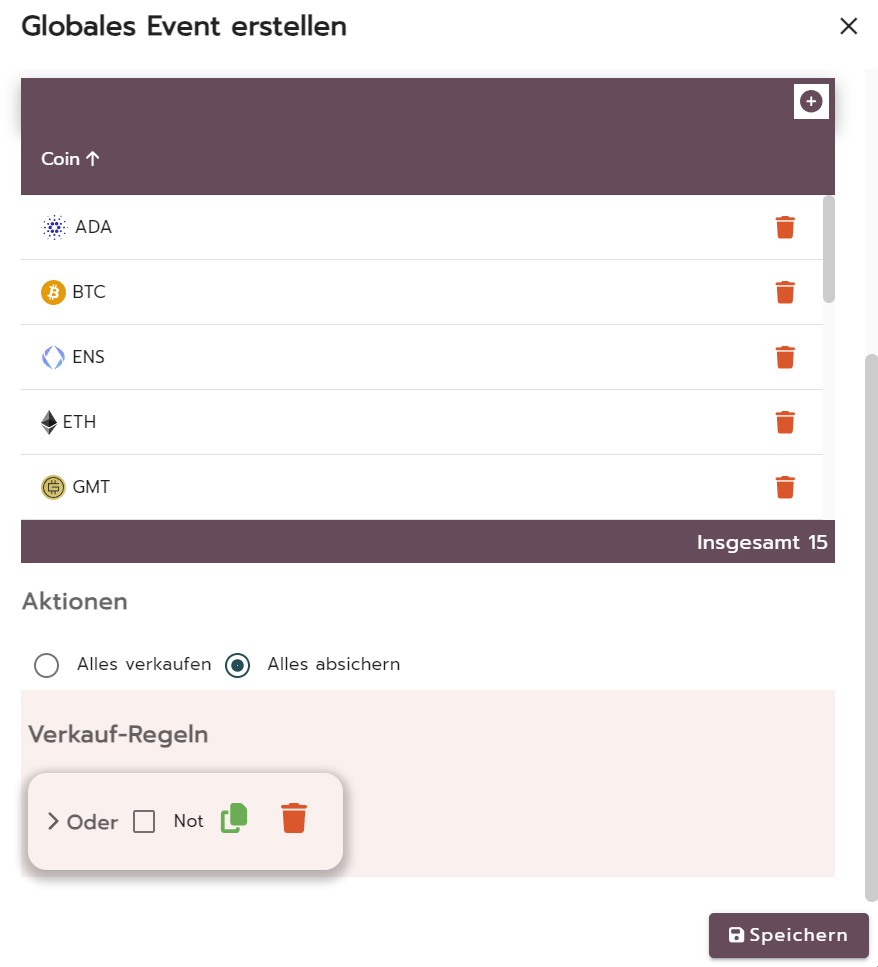 Globales Event erstellen
Coin
ADA
BTC
ENS
ETH
GMT
Insgesamt 15
Aktionen
Alles verkaufen Alles absichern
Verkauf-Regeln
Oder Not
Speichern